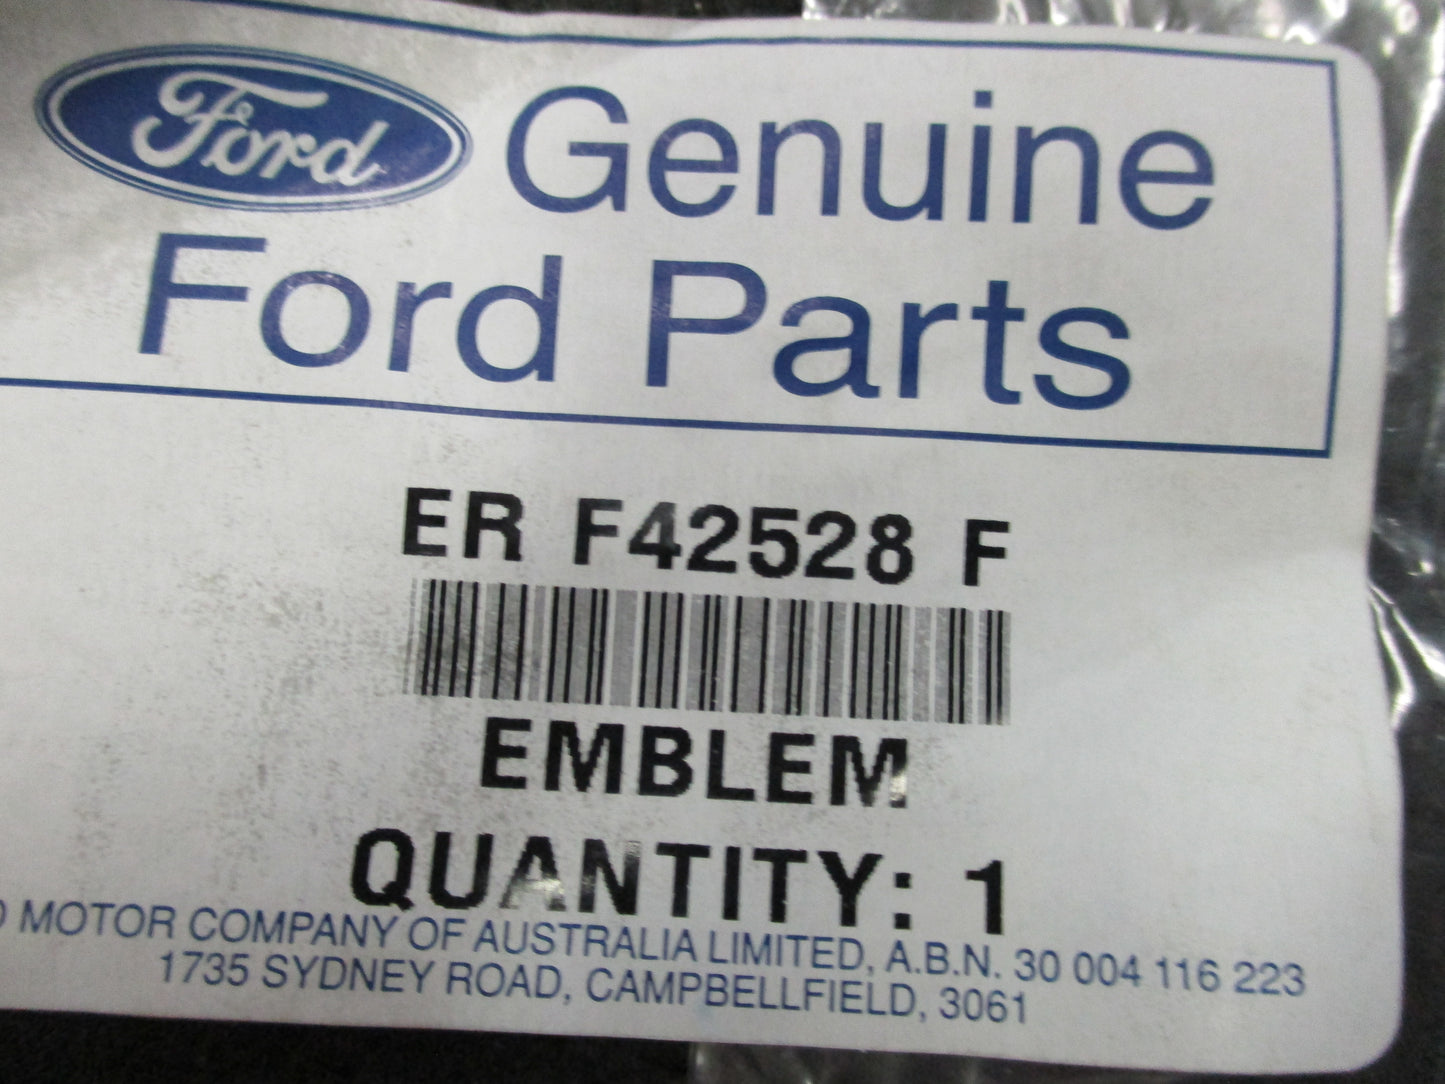 Ford Genuine
Ford Parts
ER F42528 F
EMBLEM
QUANTITY: 1
MOTOR COMPANY OF AUSTRALIA LIMITED, A.B.N. 30 004 116 223
1735 SYDNEY ROAD, CAMPBELLFIELD, 3061